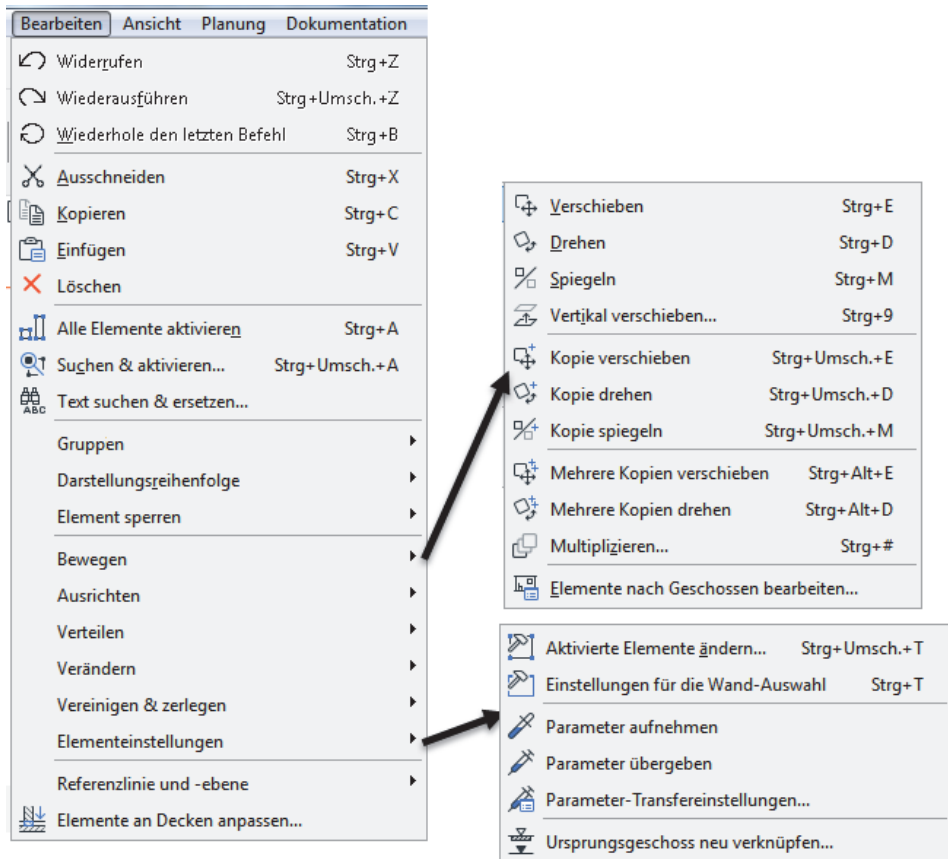 Bearbeiten Ansicht Planung Dokumentation
Widerrufen Strg+Z
Wiederausführen Strg+Umsch.+Z
Wiederhole den letzten Befehl Strg+B
Ausschneiden Strg+X
Kopieren Strg+C
Einfügen Strg+V
Löschen
Alle Elemente aktivieren Strg+A
Suchen & aktivieren... Strg+Umsch.+A
ABC
Text suchen & ersetzen...
Gruppen
Darstellungsreihenfolge
Element sperren
Bewegen
Ausrichten
Verteilen
Verändern
Vereinigen & zerlegen
Elementeinstellungen
Referenzlinie und -ebene
Elemente an Decken anpassen...
Verschieben Strg+E
Drehen Strg+D
Spiegeln Strg+M
Vertikal verschieben... Strg+9
Kopie verschieben Strg+Umsch.+E
Kopie drehen Strg+Umsch.+D
Kopie spiegeln Strg+Umsch.+M
Mehrere Kopien verschieben Strg+Alt+E
Mehrere Kopien drehen Strg+Alt+D
Multiplizieren... Strg+#
Elemente nach Geschossen bearbeiten...
Aktivierte Elemente ändern... Strg+Umsch.+T
Einstellungen für die Wand-Auswahl Strg+T
Parameter aufnehmen
Parameter übergeben
Parameter-Transfereinstellungen...
Ursprungsgeschoss neu verknüpfen...